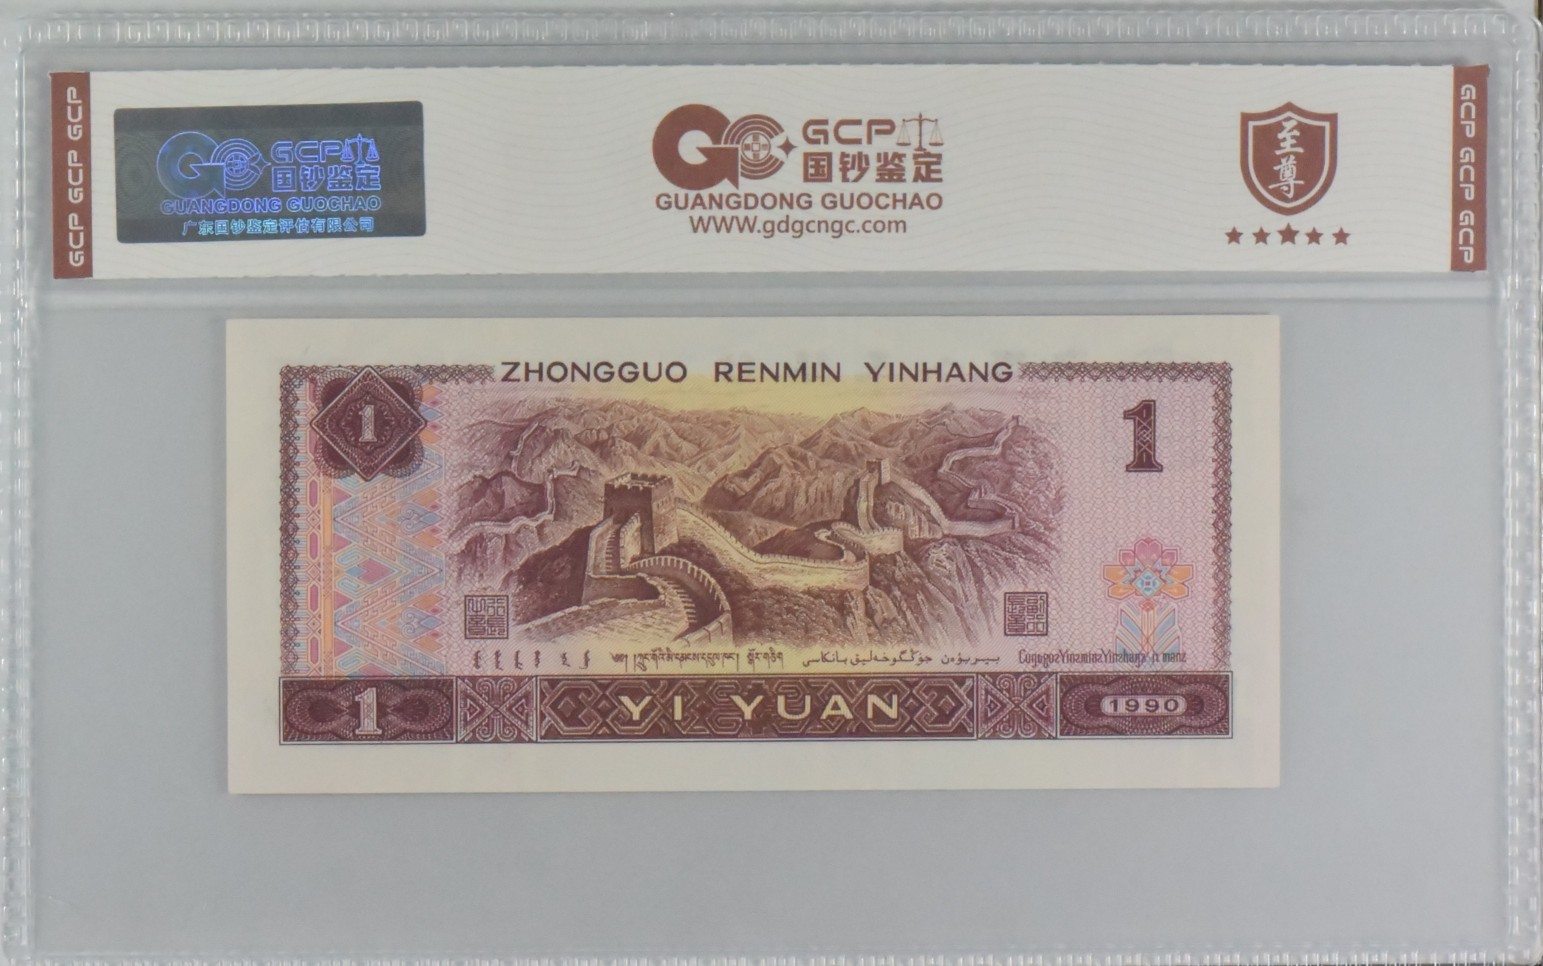 GCP GCP GCP
GCP
国钞鉴定
GUANGDONG GUOCHAO
广东国钞鉴定评估有限公司
GCP
国钞鉴定
GUANGDONG GUOCHAO
WWW.gdgcngc.com
至
尊
GCP GCP GCP
ZHONGGUO RENMIN YINHANG
1
1
1
YI YUAN
1990